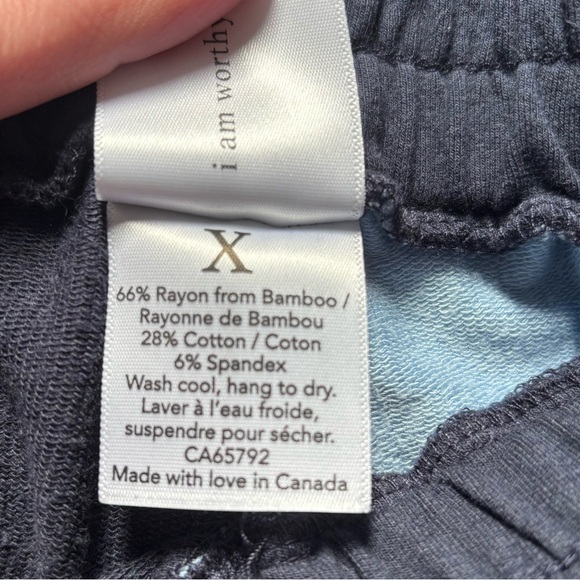 i am worthy
X
66% Rayon from Bamboo /
Rayonne de Bambou
28% Cotton / Coton
6% Spandex
Wash cool, hang to dry.
Laver à l'eau froide,
suspendre pour sécher.
CA65792
Made with love in Canada